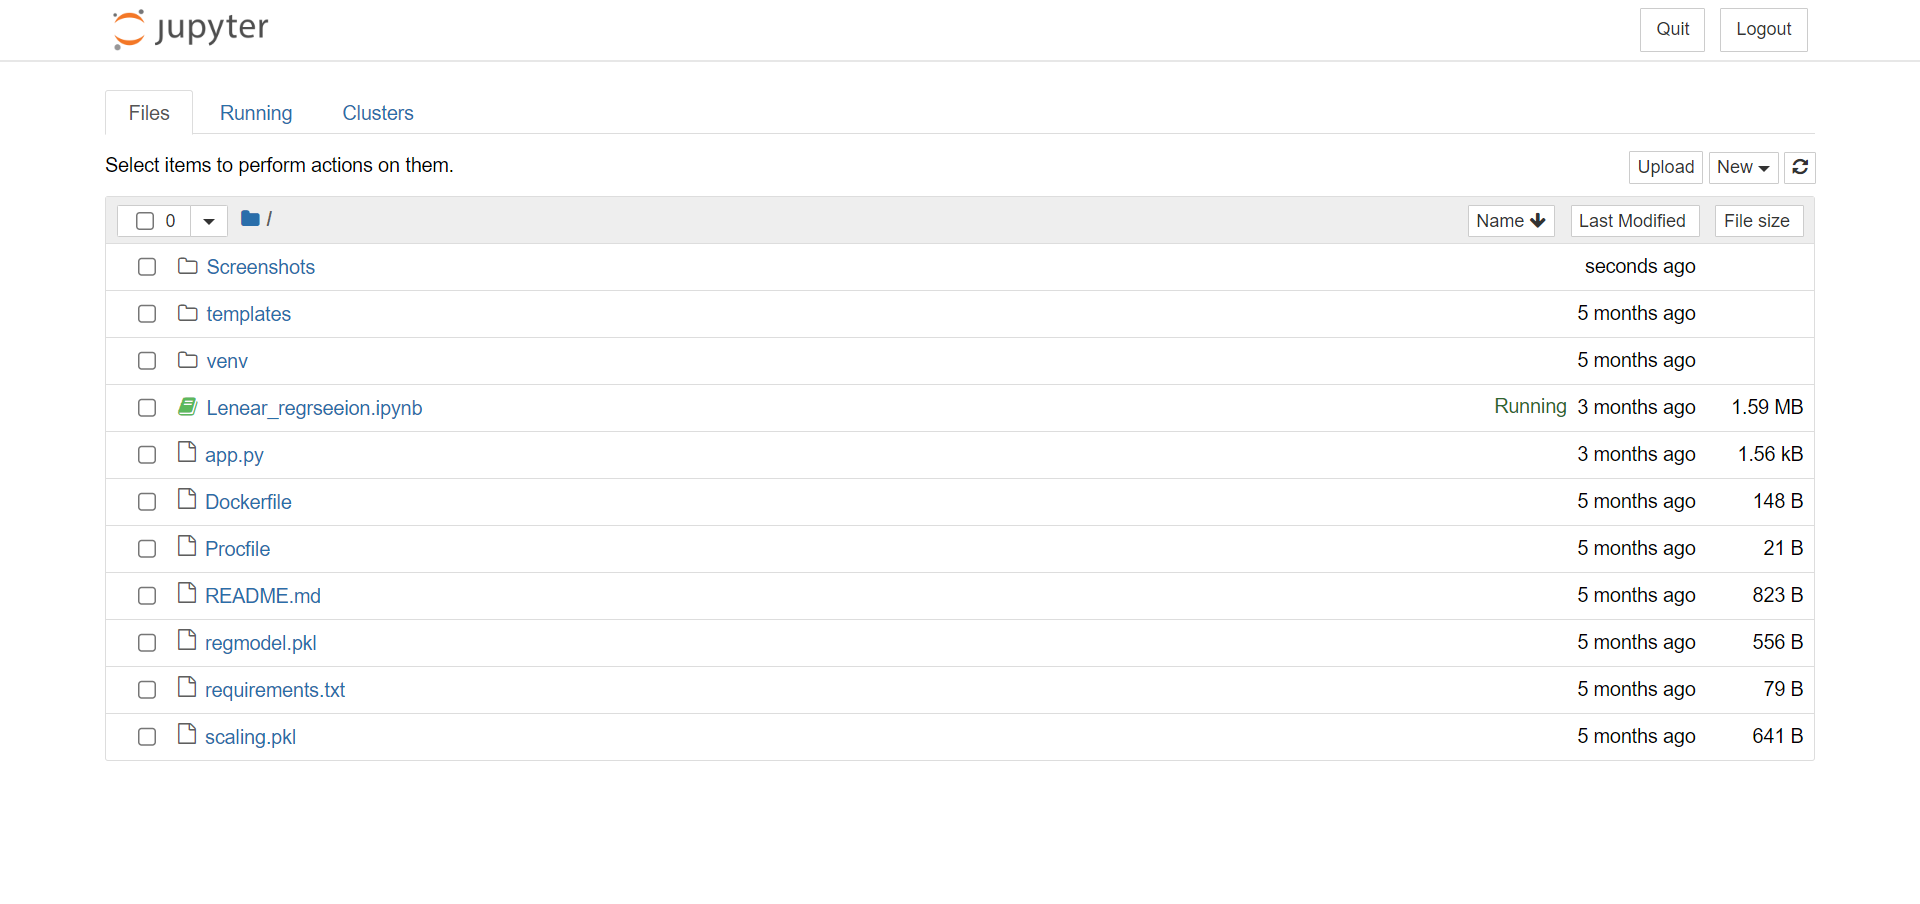 jupyter
Quit Logout
Files Running Clusters
Select items to perform actions on them.
Upload New
0 / Name Last Modified File size
Screenshots seconds ago
templates 5 months ago
venv 5 months ago
Lenear_regrseeion.ipynb Running 3 months ago 1.59 MB
app.py 3 months ago 1.56 kB
Dockerfile 5 months ago 148 B
Procfile 5 months ago 21 B
README.md 5 months ago 823 B
regmodel.pkl 5 months ago 556 B
requirements.txt 5 months ago 79 B
scaling.pkl 5 months ago 641 B